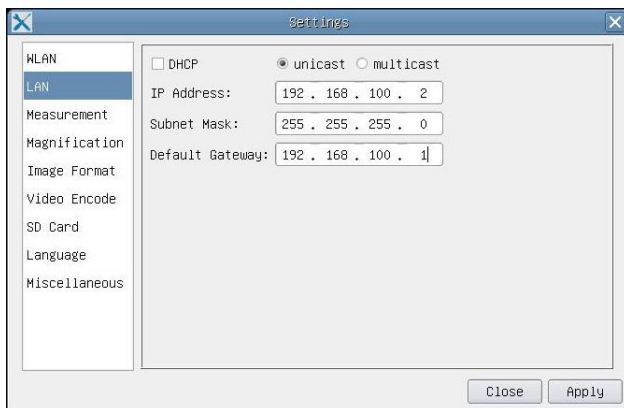 Settings
WLAN
LAN
Measurement
Magnification
Image Format
Video Encode
SD Card
Language
Miscellaneous
DHCP unicast multicast
IP Address: 192 . 168 . 100 . 2
Subnet Mask: 255 . 255 . 255 . 0
Default Gateway: 192 . 168 . 100 . 1
Close Apply